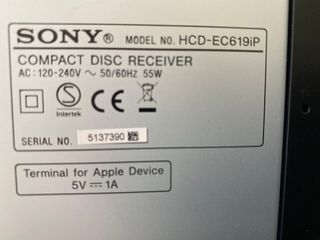 SONY® MODEL NO. HCD-EC619iP
COMPACT DISC RECEIVER
AC:120-240V ~ 50/60Hz 55W
S Intertek CE
SERIAL NO. 5137390
Terminal for Apple Device
5V ⎓ 1A